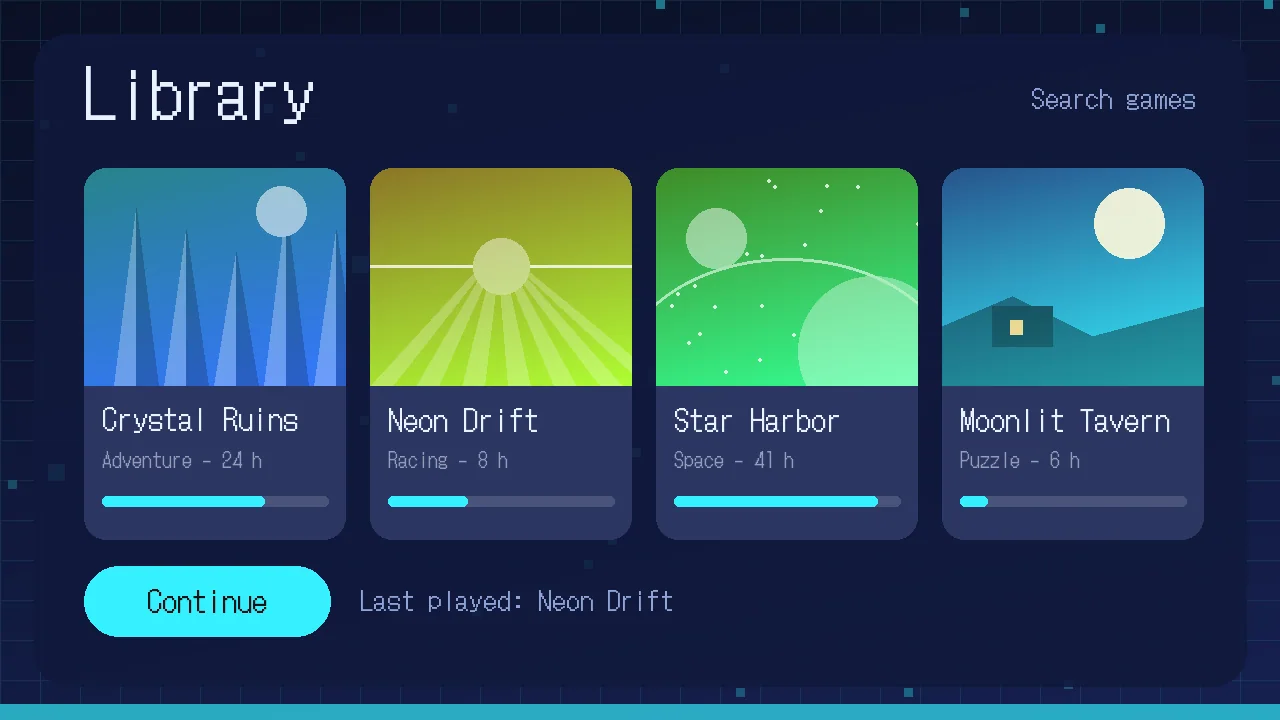 Library
Search games
Crystal Ruins
Adventure - 24 h
Neon Drift
Racing - 8 h
Star Harbor
Space - 41 h
Moonlit Tavern
Puzzle - 6 h
Continue
Last played: Neon Drift